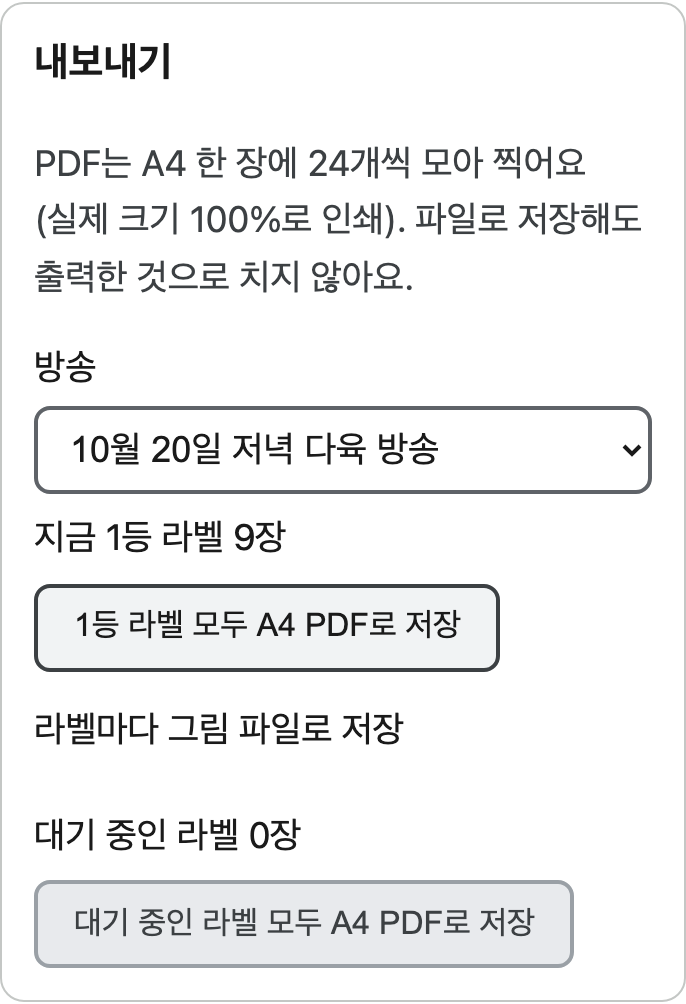 내보내기
PDF는 A4 한 장에 24개씩 모아 찍어요
(실제 크기 100%로 인쇄). 파일로 저장해도
출력한 것으로 치지 않아요.
방송
10월 20일 저녁 다육 방송
지금 1등 라벨 9장
1등 라벨 모두 A4 PDF로 저장
라벨마다 그림 파일로 저장
대기 중인 라벨 0장
대기 중인 라벨 모두 A4 PDF로 저장